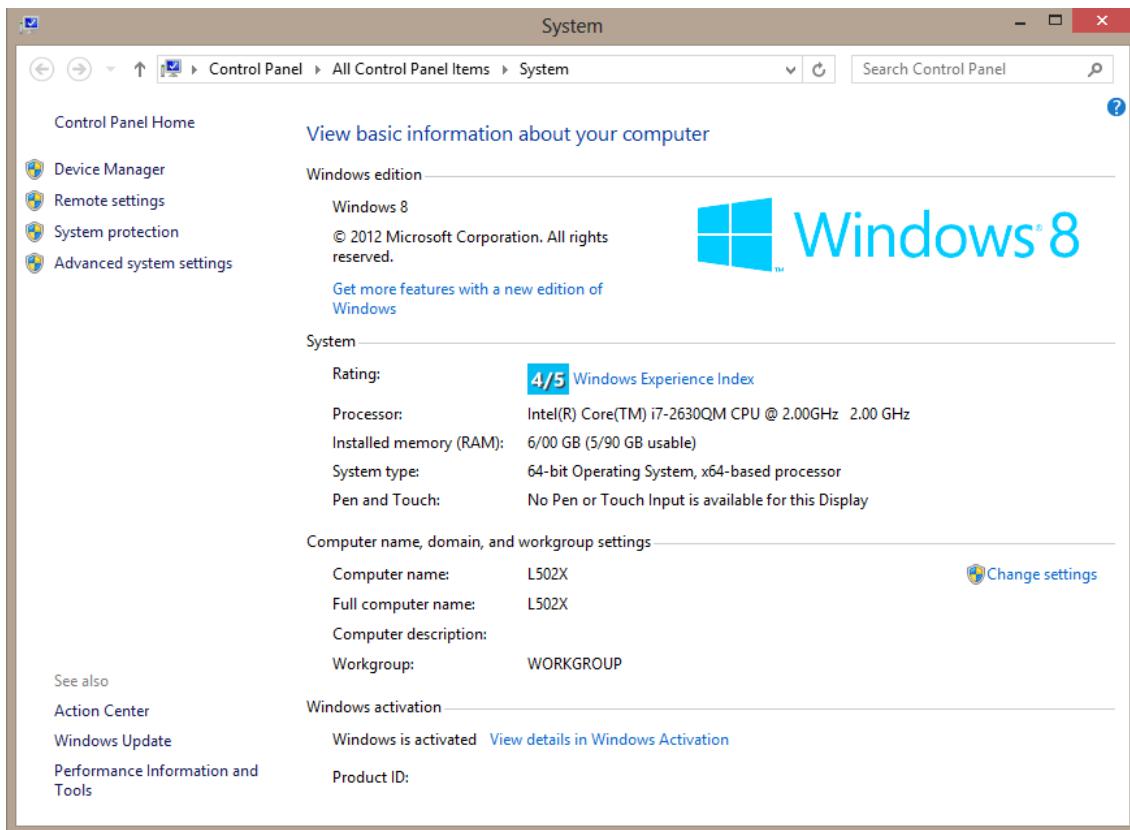 System
Control Panel ▸ All Control Panel Items ▸ System
Search Control Panel
Control Panel Home
Device Manager
Remote settings
System protection
Advanced system settings
See also
Action Center
Windows Update
Performance Information and
Tools
View basic information about your computer
Windows edition
Windows 8
© 2012 Microsoft Corporation. All rights
reserved.
Get more features with a new edition of
Windows
Windows® 8
™
System
Rating: 4/5 Windows Experience Index
Processor: Intel(R) Core(TM) i7-2630QM CPU @ 2.00GHz 2.00 GHz
Installed memory (RAM): 6/00 GB (5/90 GB usable)
System type: 64-bit Operating System, x64-based processor
Pen and Touch: No Pen or Touch Input is available for this Display
Computer name, domain, and workgroup settings
Computer name: L502X Change settings
Full computer name: L502X
Computer description:
Workgroup: WORKGROUP
Windows activation
Windows is activated View details in Windows Activation
Product ID: